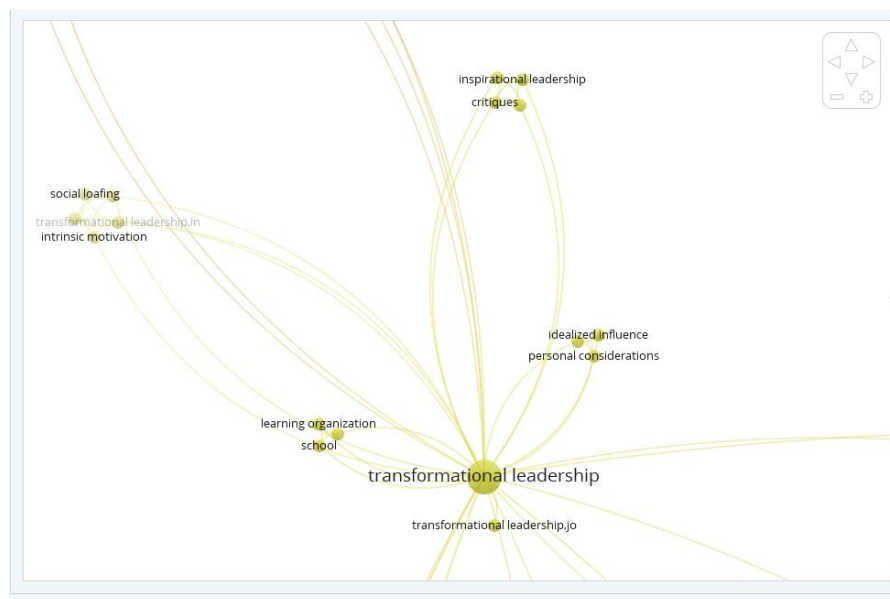 inspirational leadership
critiques
social loafing
transformational leadership.in
intrinsic motivation
idealized influence
personal considerations
learning organization
school
transformational leadership
transformational leadership,jo